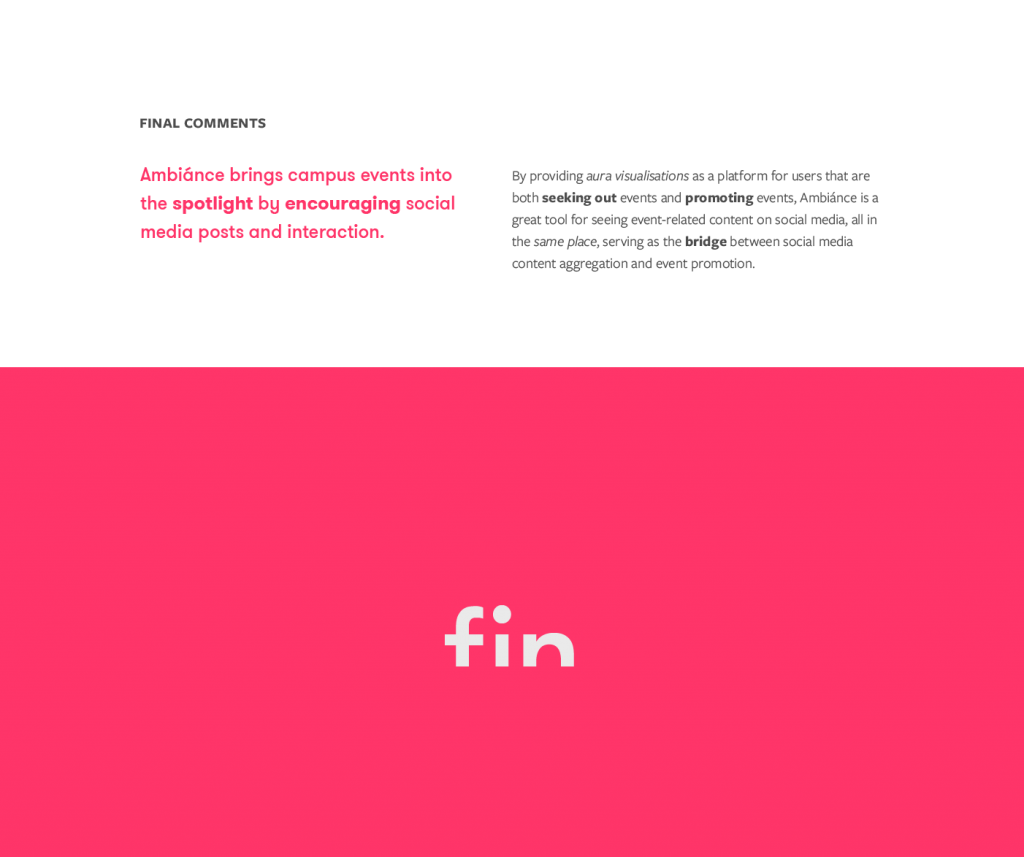 FINAL COMMENTS
Ambiánce brings campus events into
the spotlight by encouraging social
media posts and interaction.
By providing aura visualisations as a platform for users that are
both seeking out events and promoting events, Ambiánce is a
great tool for seeing event-related content on social media, all in
the same place, serving as the bridge between social media
content aggregation and event promotion.
fin